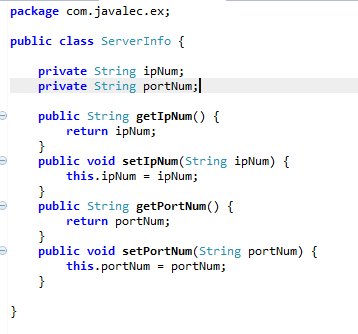 package com.javalec.ex;
public class ServerInfo {
private String ipNum;
private String portNum;
public String getIpNum() {
return ipNum;
}
public void setIpNum(String ipNum) {
this.ipNum = ipNum;
}
public String getPortNum() {
return portNum;
}
public void setPortNum(String portNum) {
this.portNum = portNum;
}
}